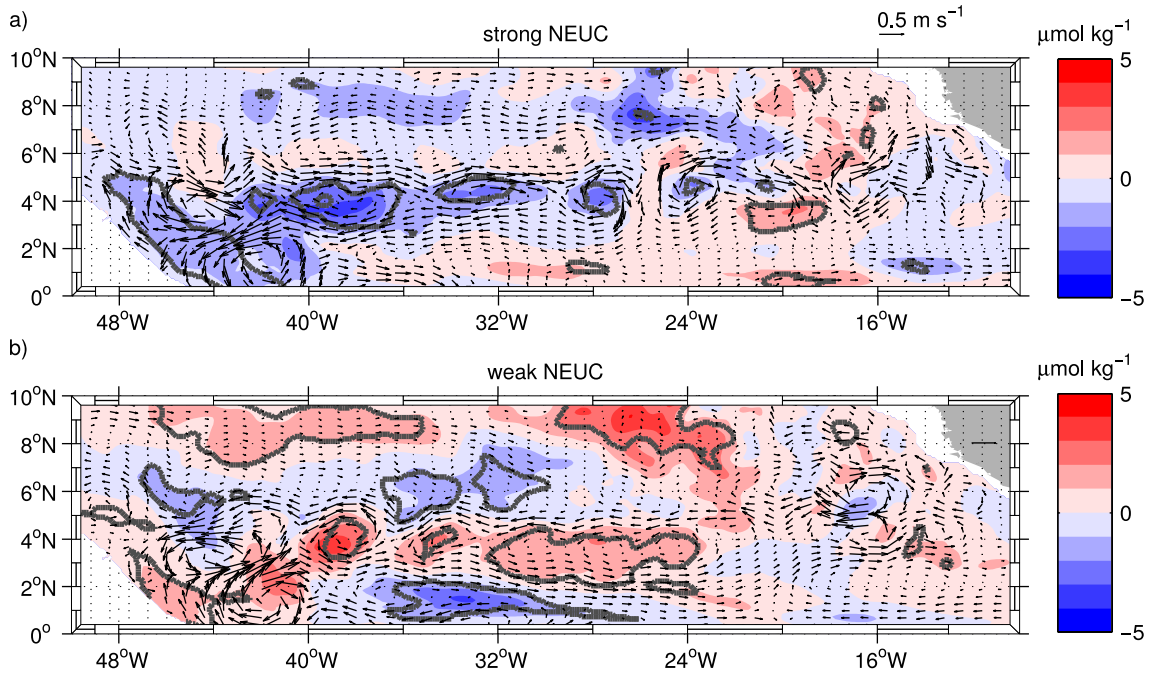 a)
strong NEUC
0.5 m s⁻¹
μmol kg⁻¹
10°N
8°N
6°N
4°N
2°N
0°
48°W
40°W
32°W
24°W
16°W
5
0
−5
b)
weak NEUC
μmol kg⁻¹
10°N
8°N
6°N
4°N
2°N
0°
48°W
40°W
32°W
24°W
16°W
5
0
−5